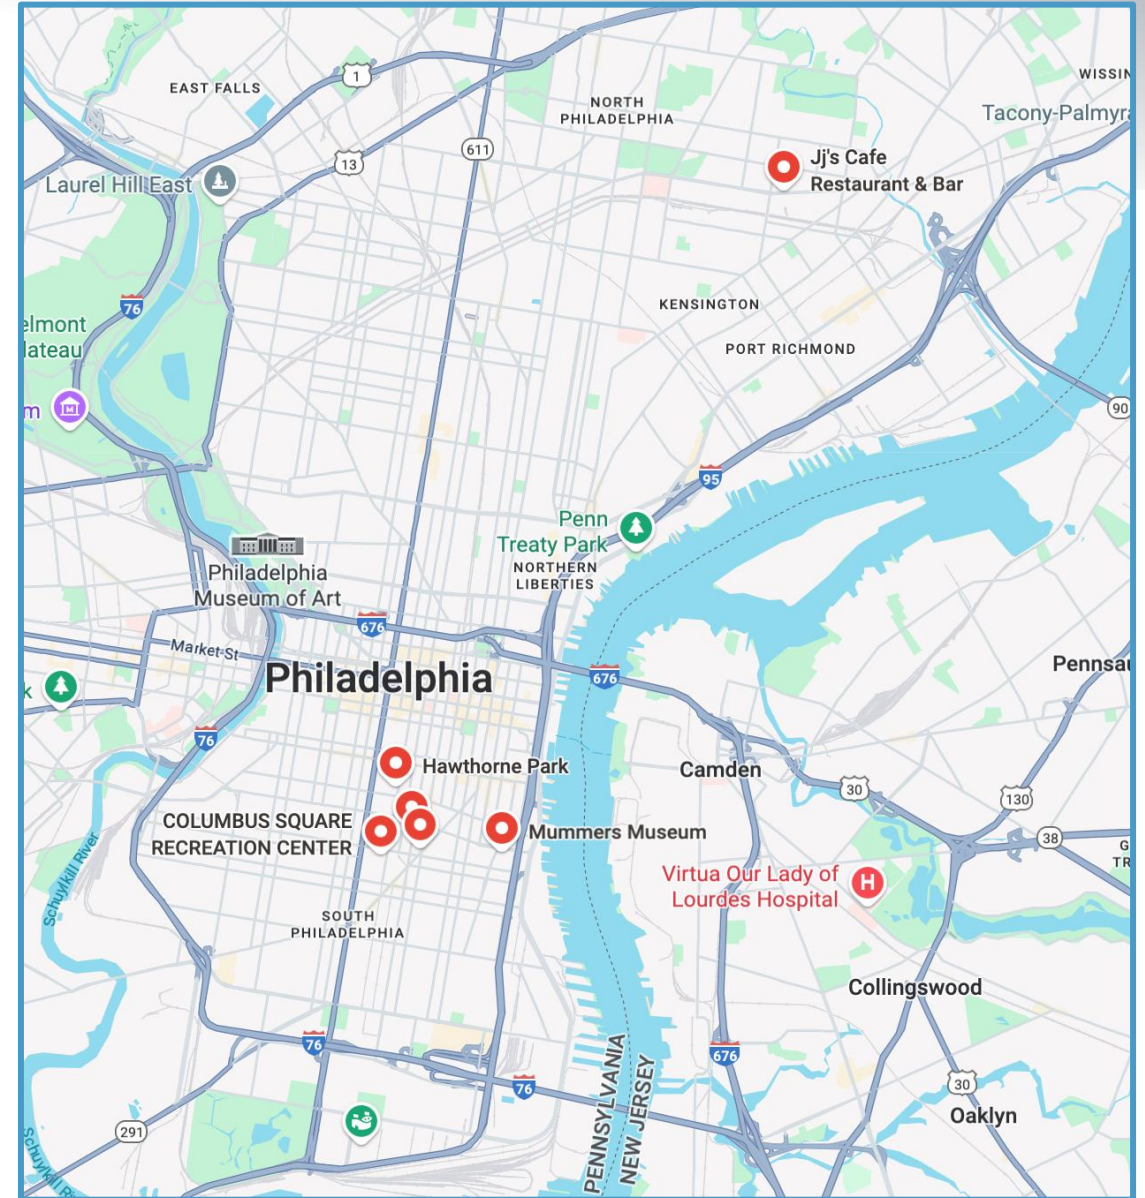 EAST FALLS
1
NORTH
PHILADELPHIA
WISSIN
Tacony-Palmyra
611
13
Jj's Cafe
Restaurant & Bar
Laurel Hill East
76
elmont
lateau
KENSINGTON
PORT RICHMOND
m
M
90
95
Penn
Treaty Park
NORTHERN
LIBERTIES
Philadelphia
Museum of Art
676
Market St
Philadelphia
676
k
Pennsau
76
Hawthorne Park
Camden
30
130
COLUMBUS SQUARE
RECREATION CENTER
Mummers Museum
38
G
TR
Virtua Our Lady of
Lourdes Hospital
H
Schuylkill River
SOUTH
PHILADELPHIA
Collingswood
76
676
76
30
PENNSYLVANIA
NEW JERSEY
Oaklyn
291
Schuylkill Ri